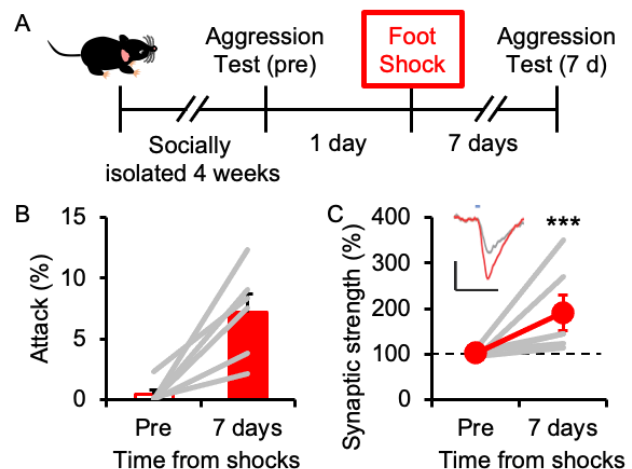 A
Aggression
Test (pre)
Foot
Shock
Aggression
Test (7 d)
Socially
isolated 4 weeks
1 day
7 days
B
Attack (%)
15
10
5
0
Pre
7 days
Time from shocks
C
Synaptic strength (%)
400
300
200
100
0
***
Pre
7 days
Time from shocks